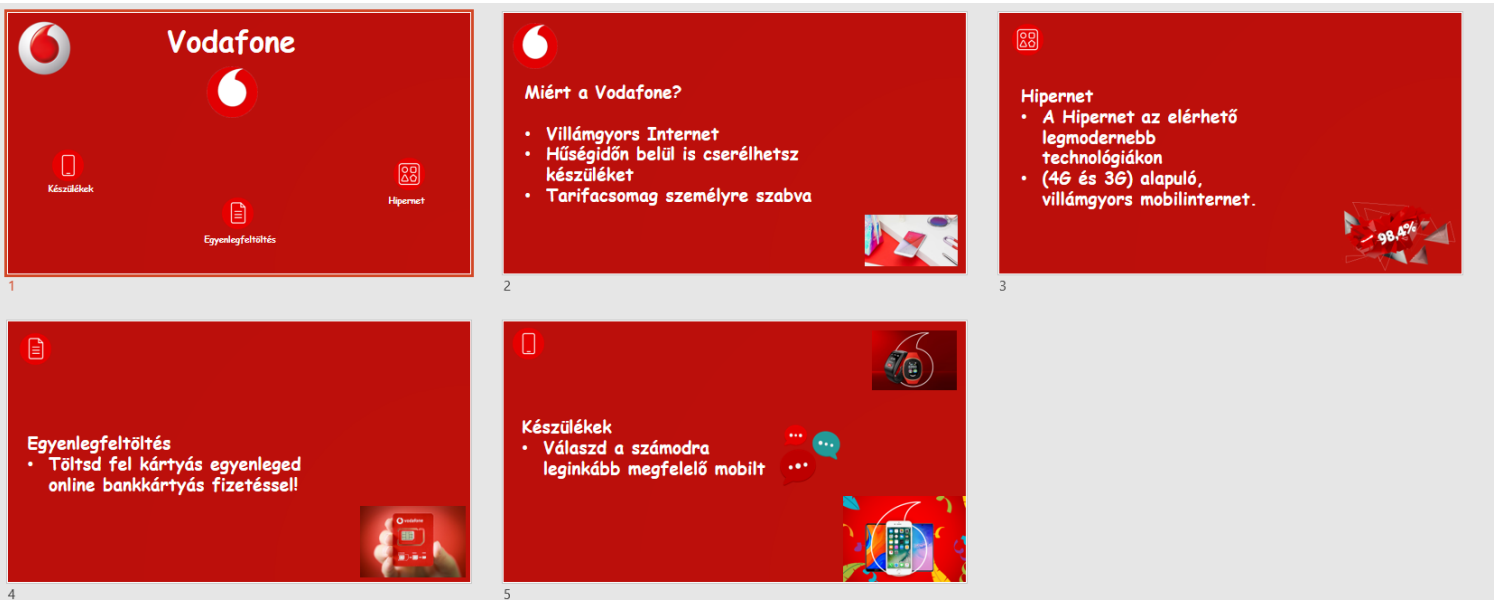 Vodafone
Készülékek
Egyenlegfeltöltés
Hipernet
1
Miért a Vodafone?
• Villámgyors Internet
• Hűségidőn belül is cserélhetsz
készüléket
• Tarifacsomag személyre szabva
2
Hipernet
• A Hipernet az elérhető
legmodernebb
technológiákon
• (4G és 3G) alapuló,
villámgyors mobilinternet.
98,4%
3
Egyenlegfeltöltés
• Töltsd fel kártyás egyenleged
online bankkártyás fizetéssel!
vodafone
4
Készülékek
• Válaszd a számodra
leginkább megfelelő mobilt
5